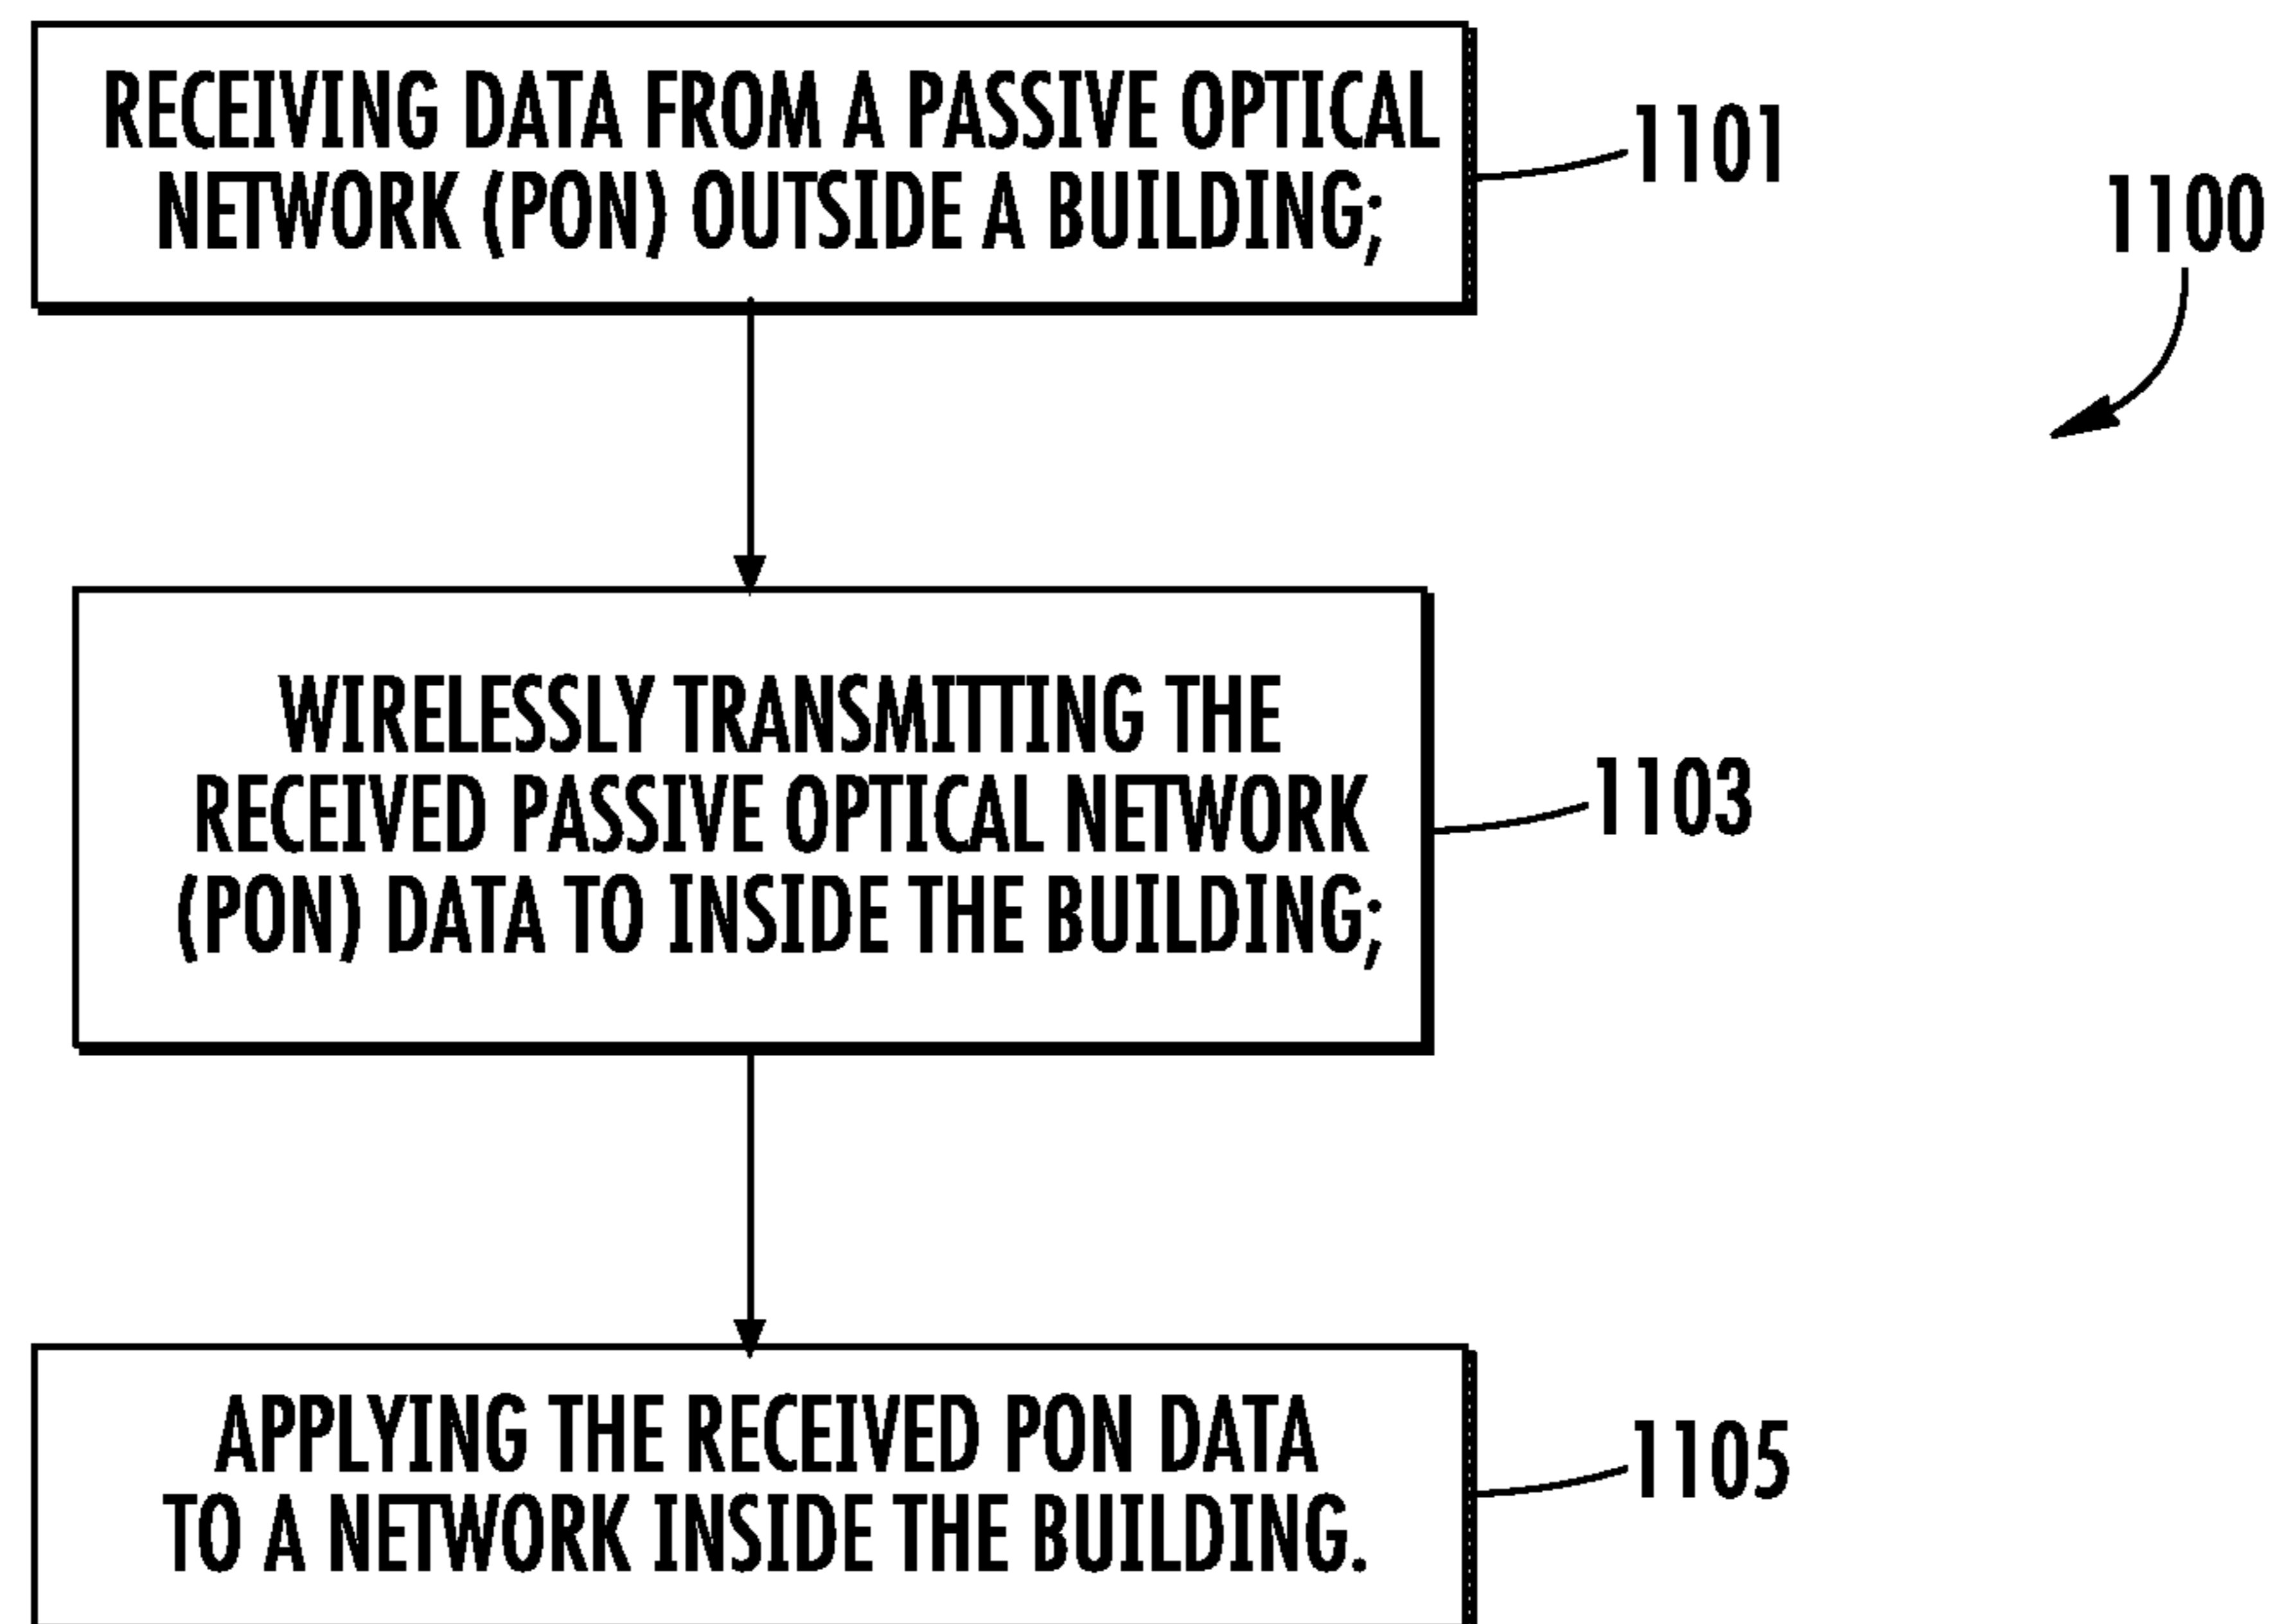 RECEIVING DATA FROM A PASSIVE OPTICAL
NETWORK (PON) OUTSIDE A BUILDING;
1101
1100
WIRELESSLY TRANSMITTING THE
RECEIVED PASSIVE OPTICAL NETWORK
(PON) DATA TO INSIDE THE BUILDING;
1103
APPLYING THE RECEIVED PON DATA
TO A NETWORK INSIDE THE BUILDING.
1105